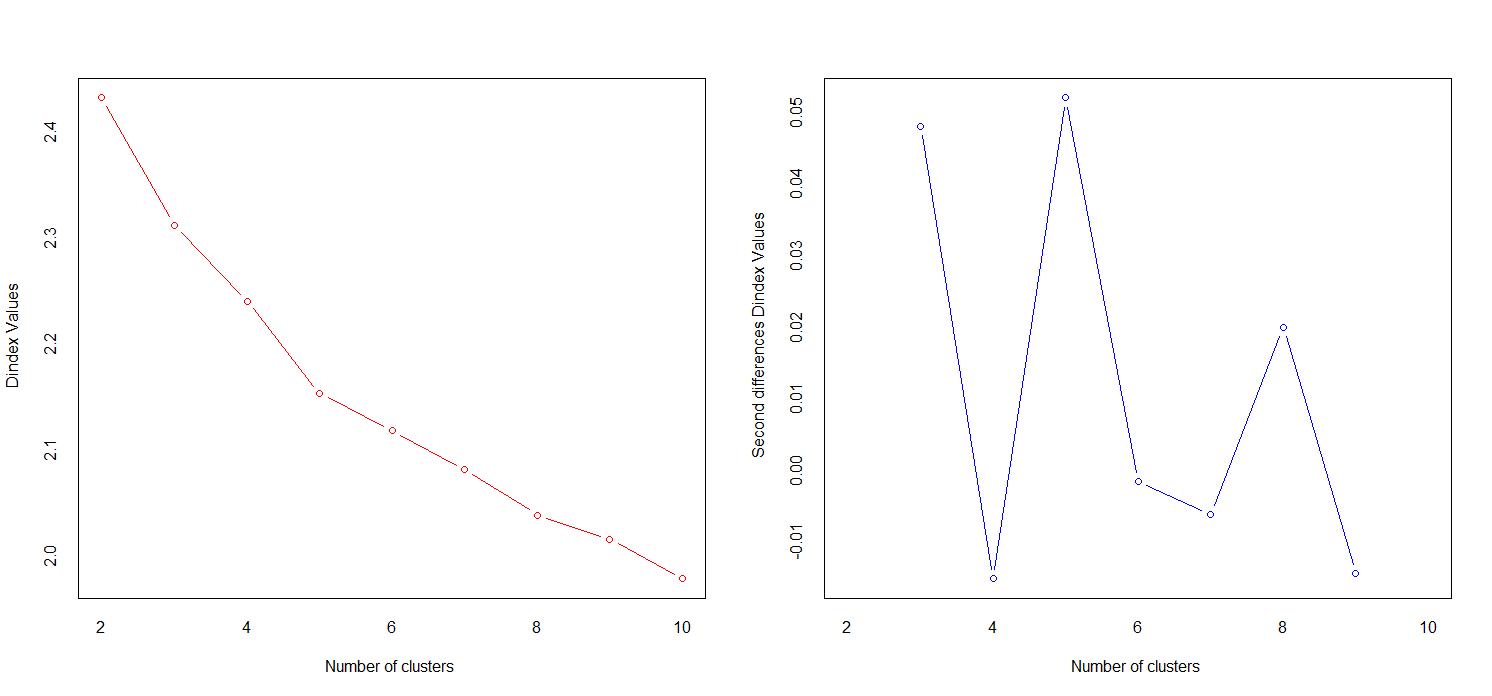 Dindex Values
2.4
2.3
2.2
2.1
2.0
2 4 6 8 10
Number of clusters
Second differences Dindex Values
0.05
0.04
0.03
0.02
0.01
0.00
-0.01
2 4 6 8 10
Number of clusters